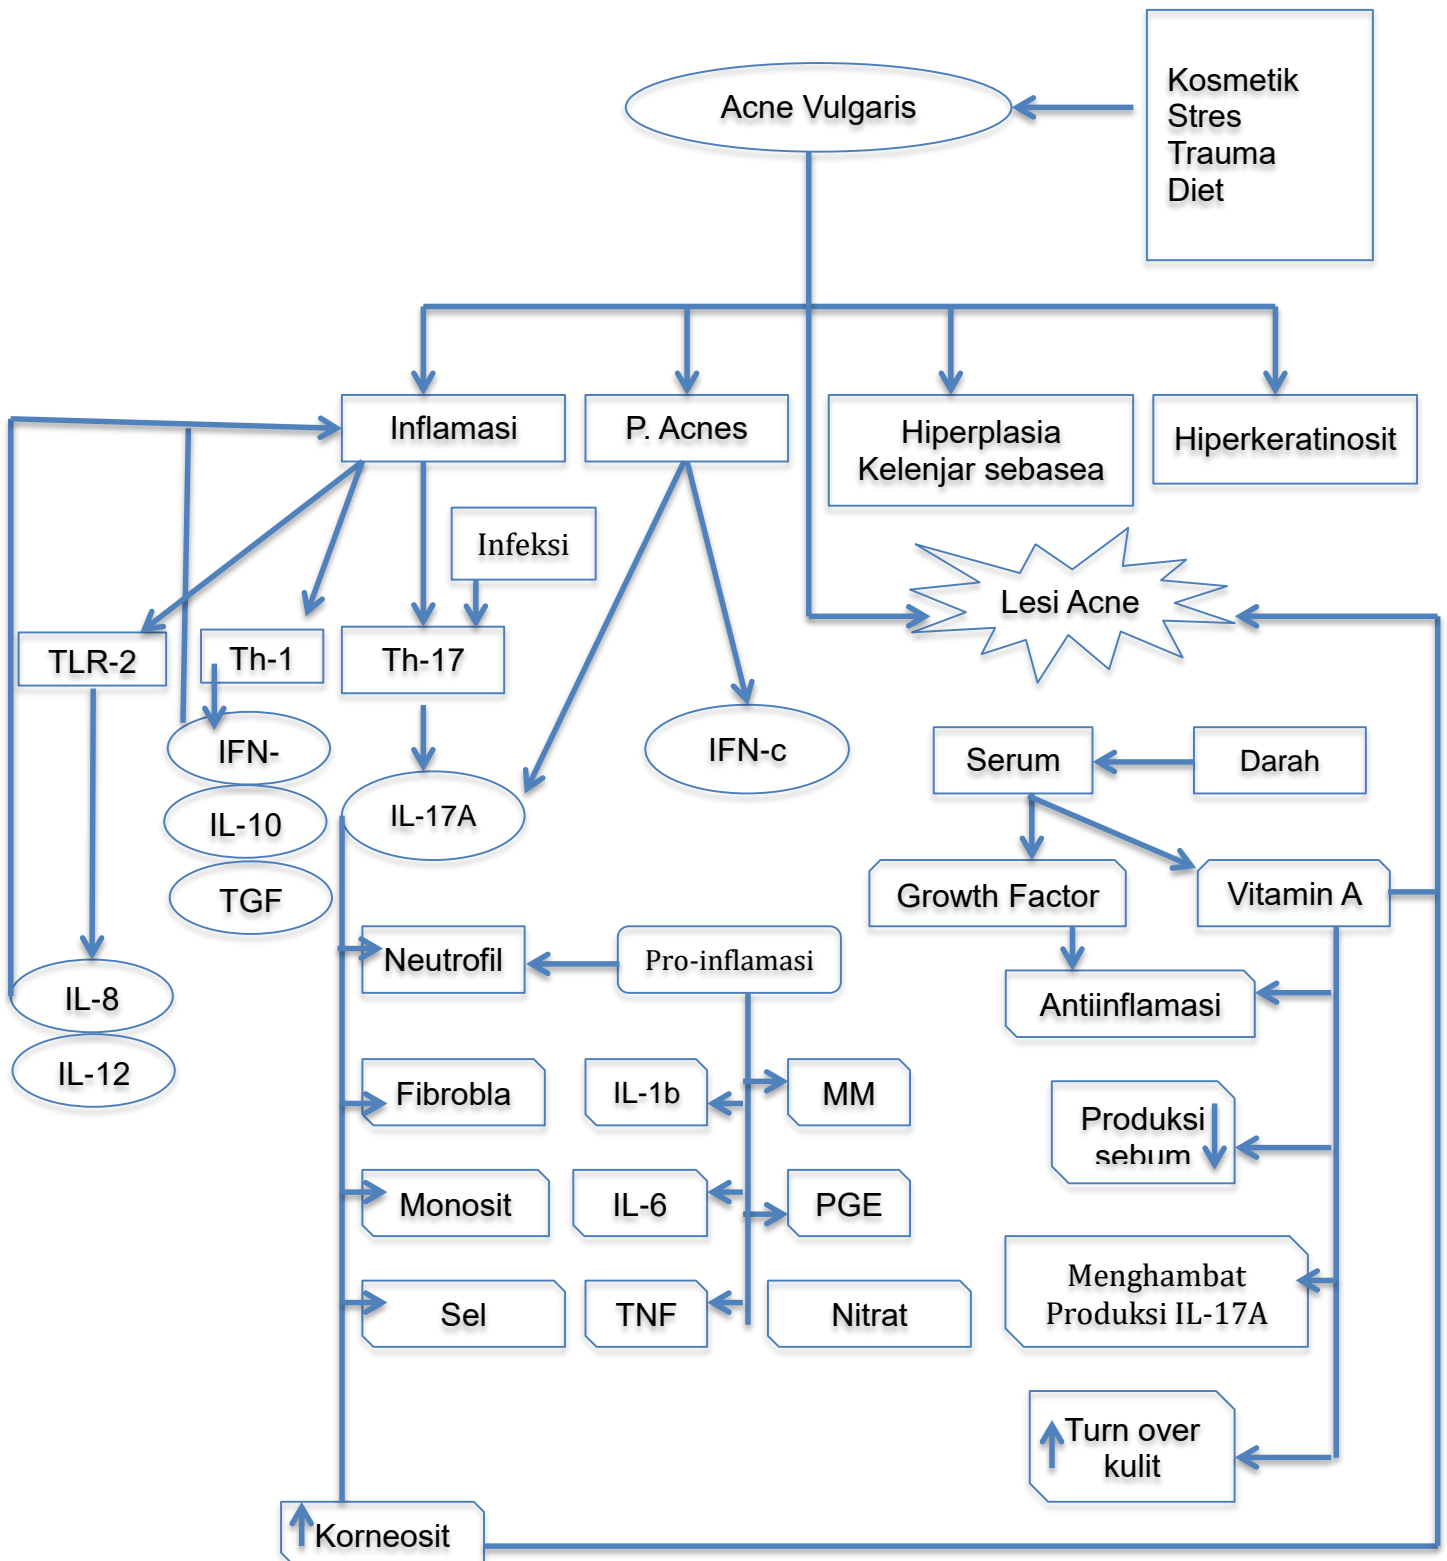 Acne Vulgaris
Kosmetik
Stres
Trauma
Diet
Inflamasi
P. Acnes
Hiperplasia
Kelenjar sebasea
Hiperkeratinosit
Infeksi
Lesi Acne
TLR-2
Th-1
Th-17
IFN-
IL-10
TGF
IL-17A
IFN-c
Serum
Darah
Growth Factor
Vitamin A
Neutrofil
Pro-inflamasi
Antiinflamasi
IL-8
IL-12
Fibrobla
IL-1b
MM
Produksi
sebum
Monosit
IL-6
PGE
Menghambat
Produksi IL-17A
Sel
TNF
Nitrat
Turn over
kulit
Korneosit